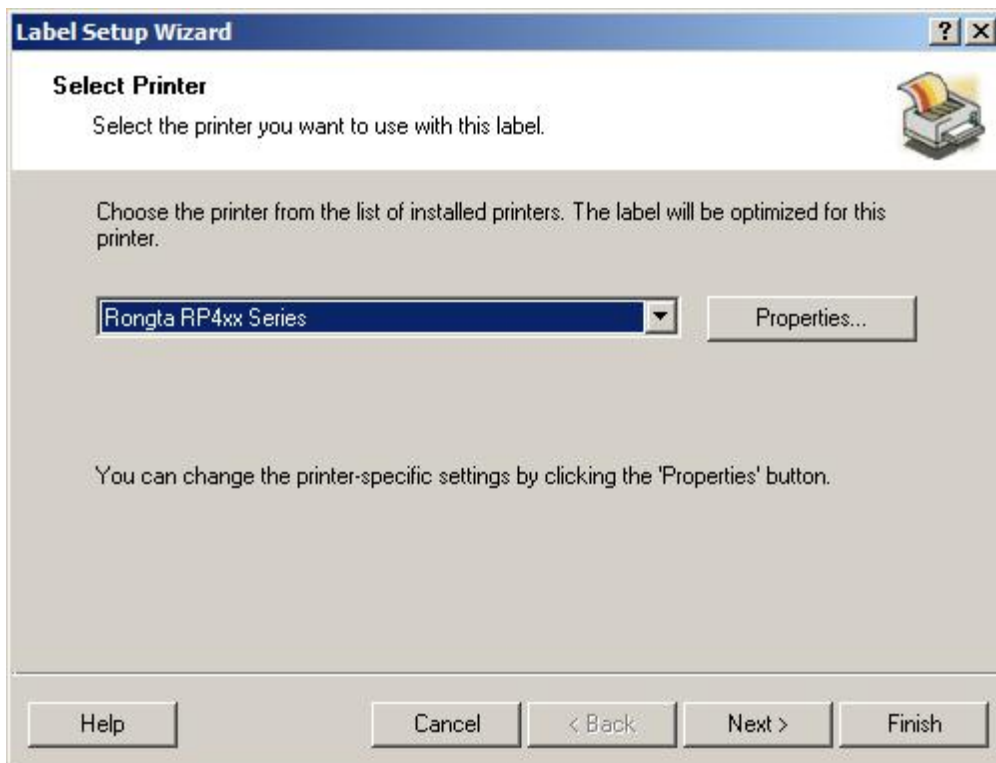 Label Setup Wizard
Select Printer
Select the printer you want to use with this label.
Choose the printer from the list of installed printers. The label will be optimized for this
printer.
Rongta RP4xx Series
Properties...
You can change the printer-specific settings by clicking the 'Properties' button.
Help
Cancel
< Back
Next >
Finish